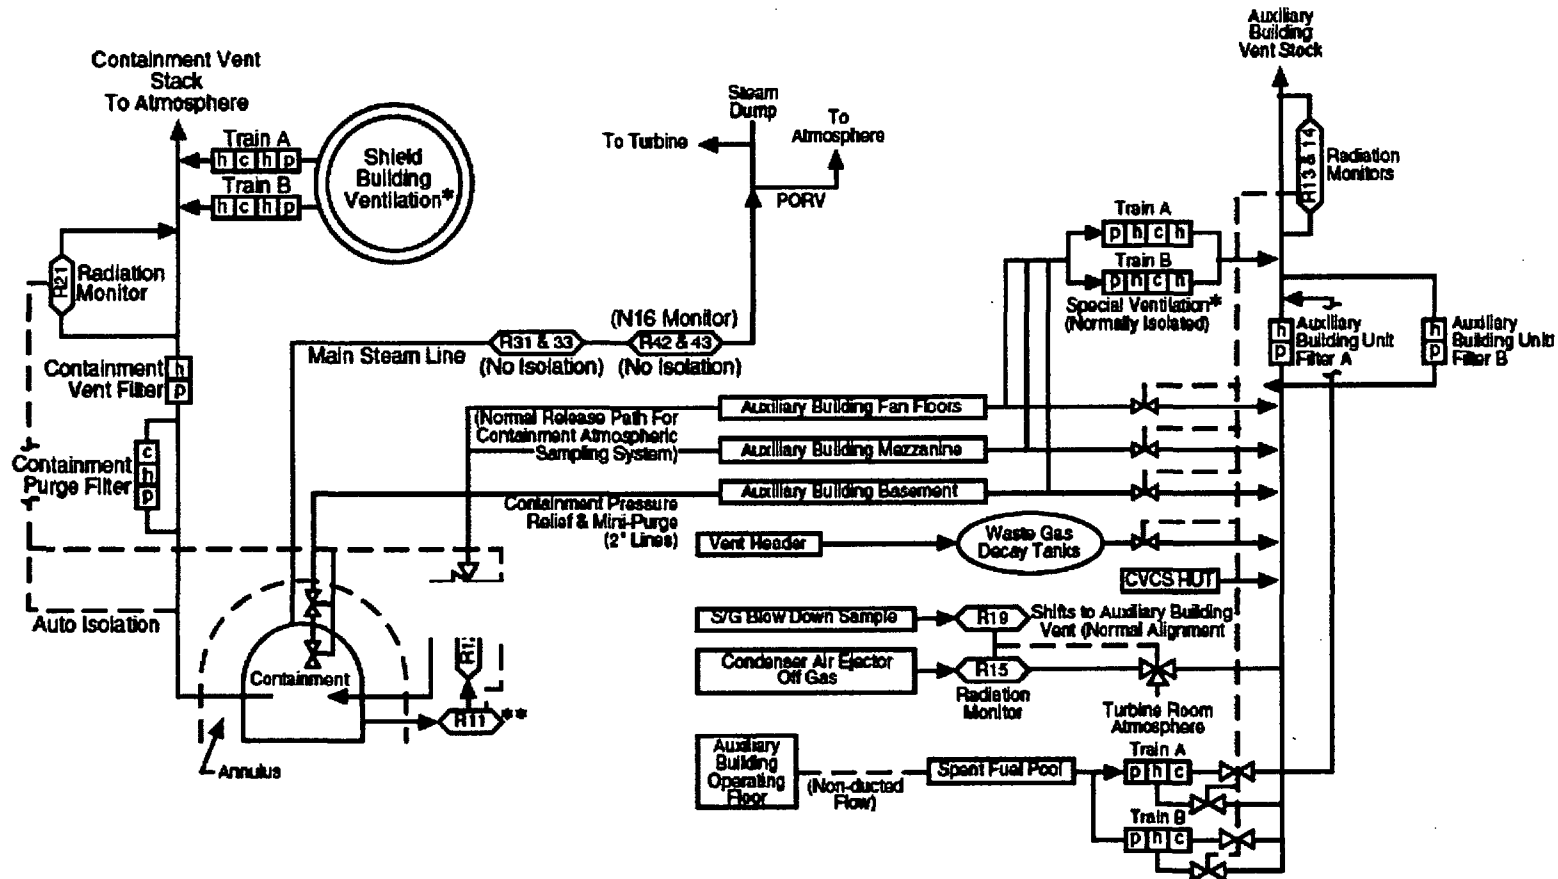 Containment Vent
Stack
To Atmosphere
Train A
h c h p
Train B
h c h p
Shield
Building
Ventilation*
R21
Radiation
Monitor
Containment
Vent Filter
h
p
Containment
Purge Filter
c
h
p
Auto Isolation
Containment
Annulus
R11
**
Main Steam Line
R31 & 33
(No Isolation)
(N16 Monitor)
R42 & 43
(No Isolation)
Steam
Dump
To Turbine
To
Atmosphere
PORV
(Normal Release Path For
Containment Atmospheric
Sampling System)
Containment Pressure
Relief & Mini-Purge
(2" Lines)
Auxiliary Building Fan Floors
Auxiliary Building Mezzanine
Auxiliary Building Basement
Vent Header
Waste Gas
Decay Tanks
CVCS HUT
S/G Blow Down Sample
R19
Shifts to Auxiliary Building
Vent (Normal Alignment
Condenser Air Ejector
Off Gas
R15
Radiation
Monitor
Turbine Room
Atmosphere
Auxiliary
Building
Operating
Floor
(Non-ducted
Flow)
Spent Fuel Pool
Train A
p h c
Train B
p h c
Train A
p h c h
Train B
p h c h
Special Ventilation*
(Normally Isolated)
Auxiliary
Building
Vent Stock
R13 & 14
Radiation
Monitors
h
p
Auxiliary
Building Unit
Filter A
h
p
Auxiliary
Building Unit
Filter B